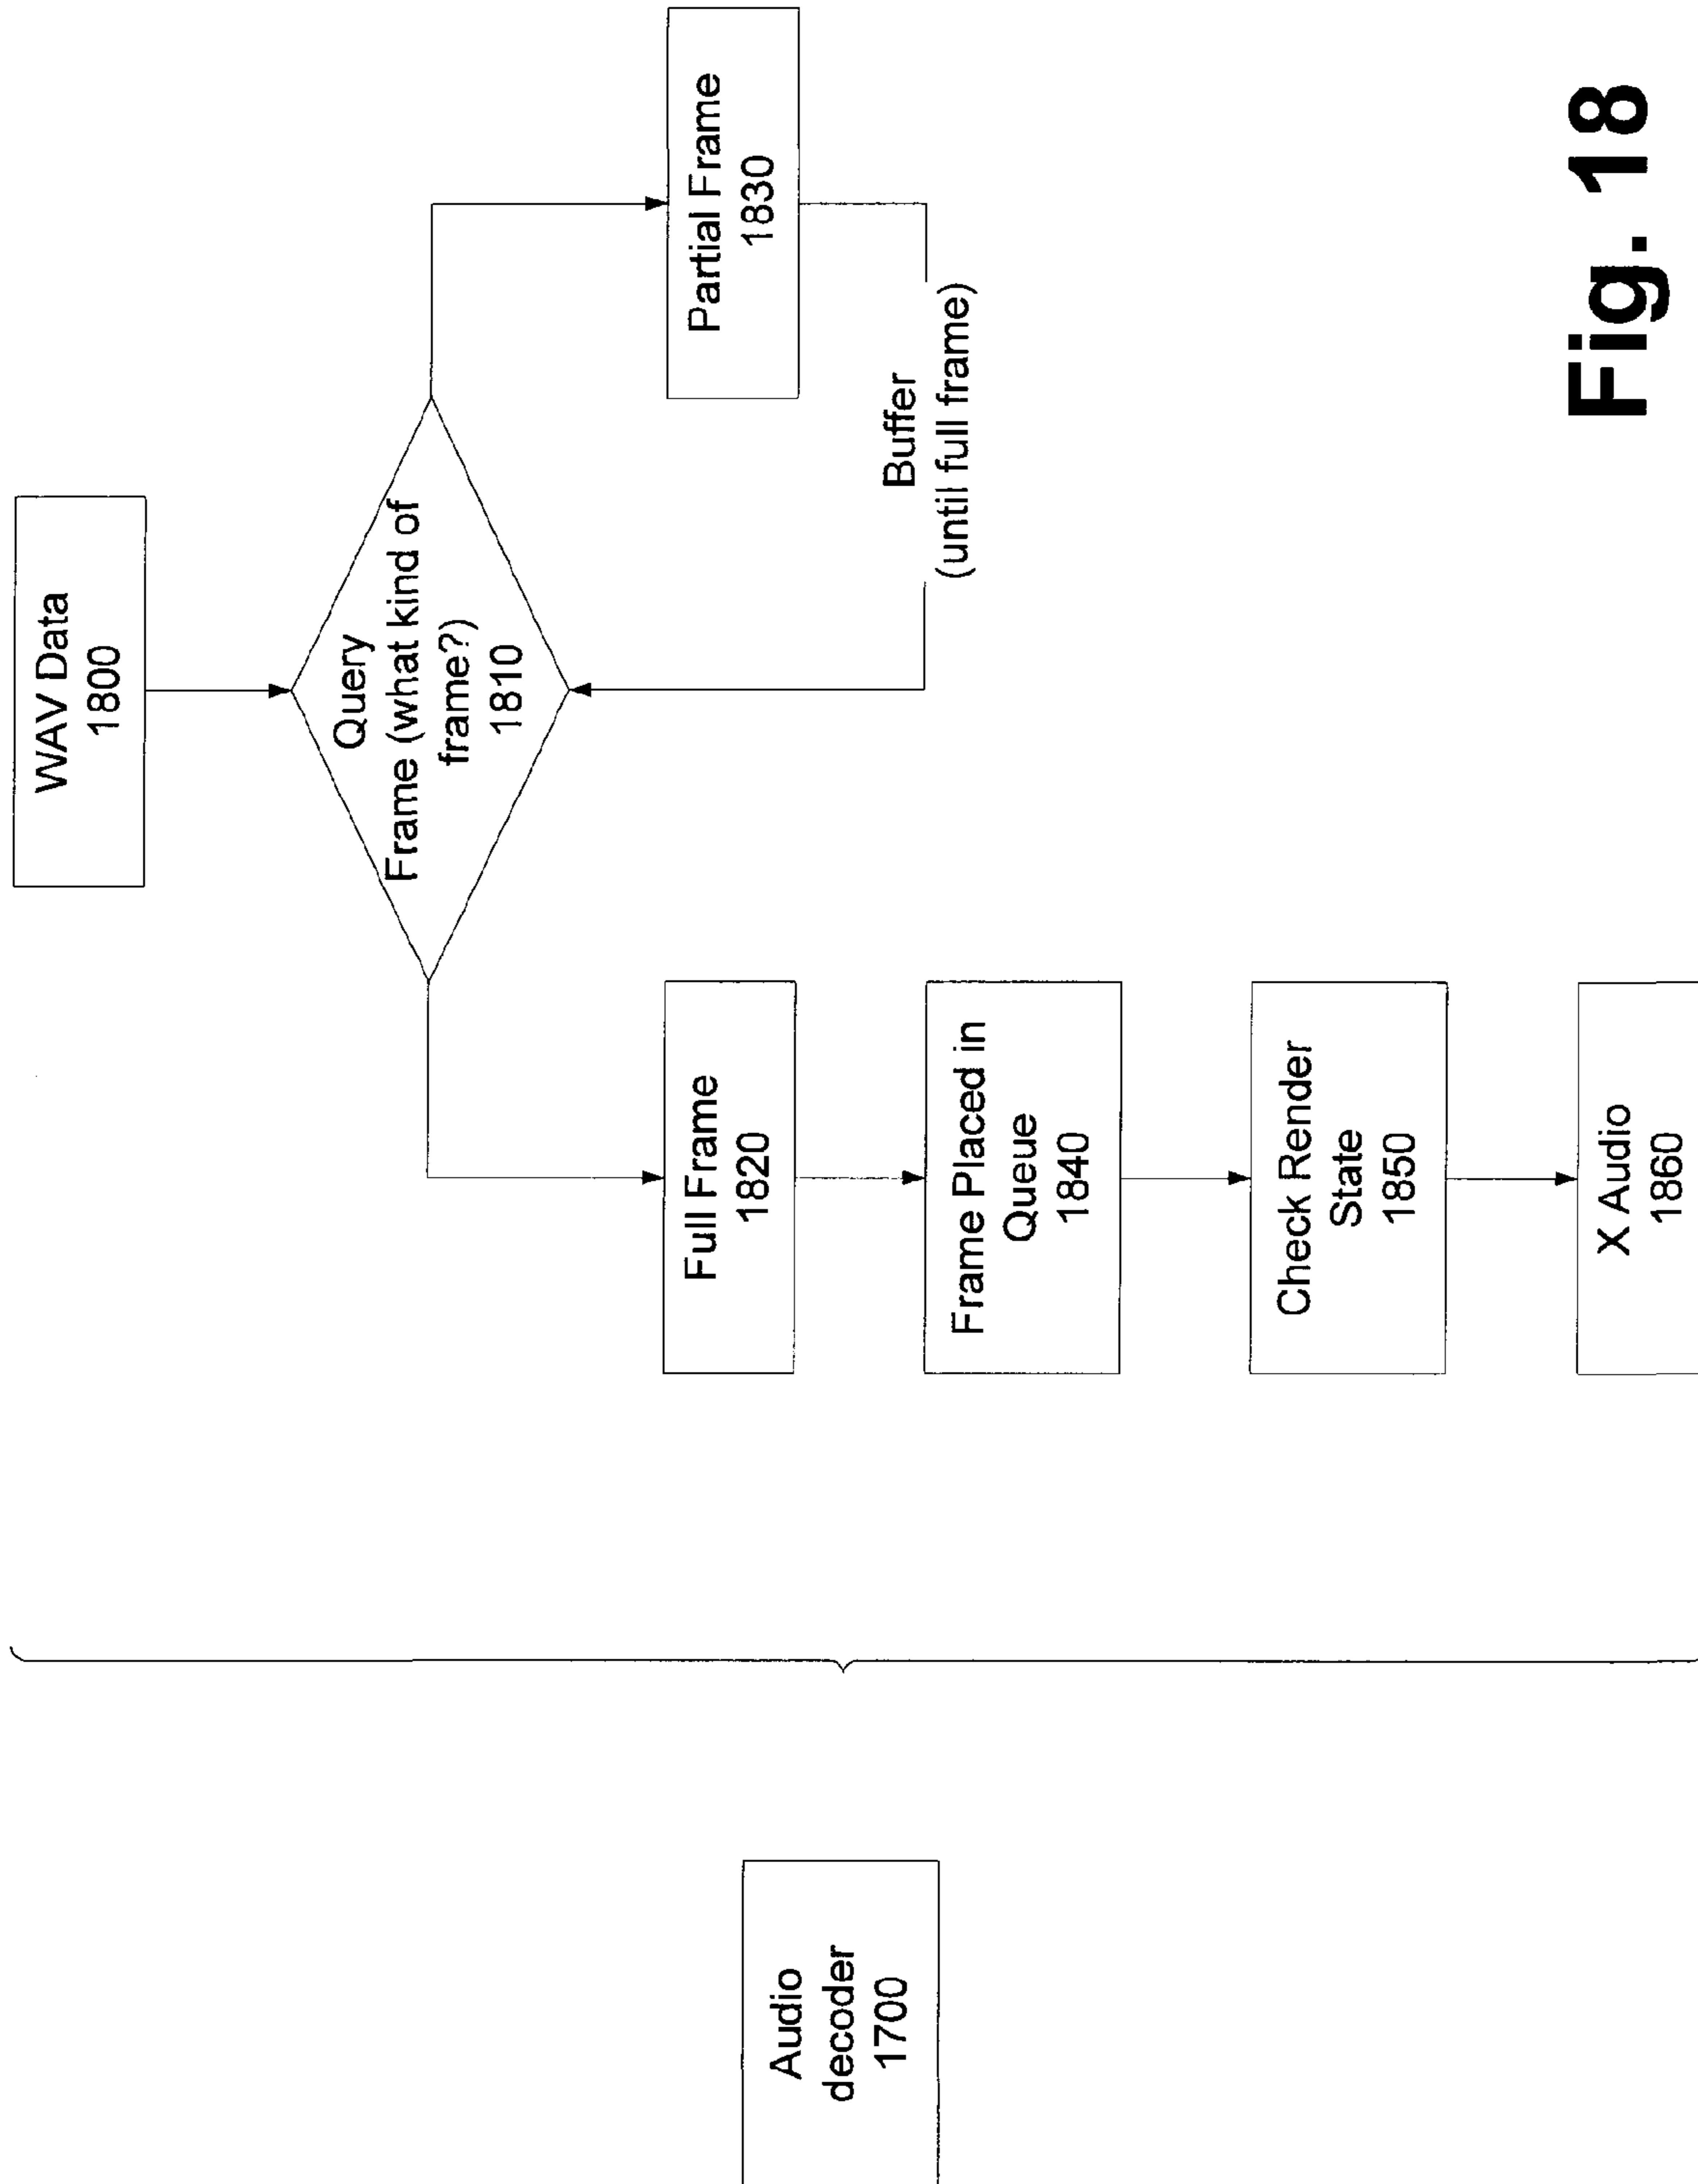 WAV Data
1800
Query
Frame (what kind of
frame?)
1810
Partial Frame
1830
Buffer
(until full frame)
Full Frame
1820
Frame Placed in
Queue
1840
Check Render
State
1850
X Audio
1860
Audio
decoder
1700
Fig. 18